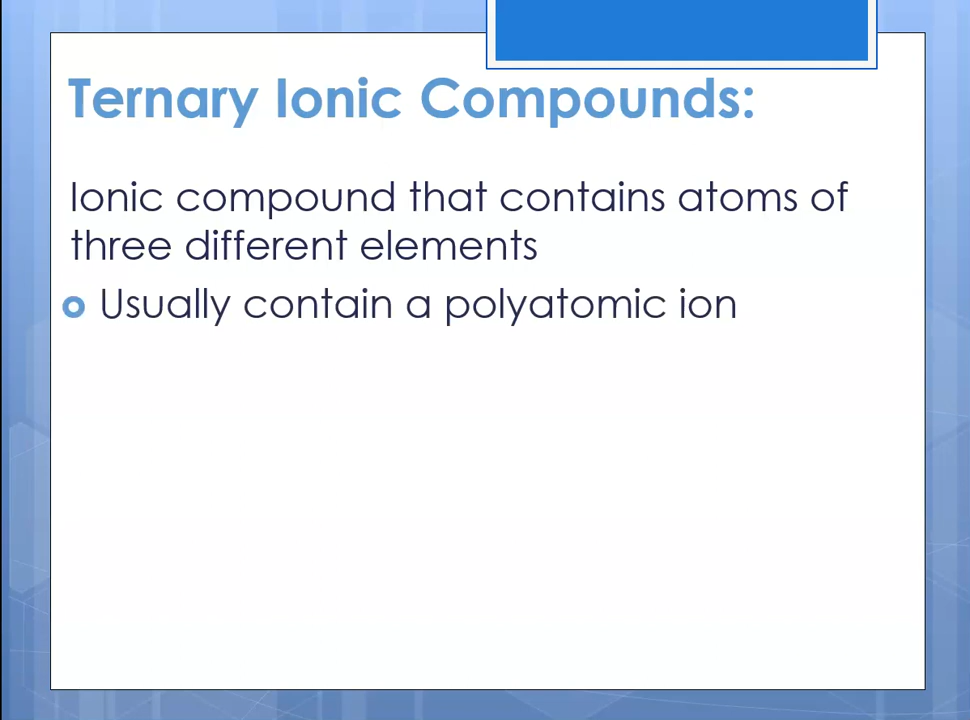 Ternary Ionic Compounds:
Ionic compound that contains atoms of
three different elements
Usually contain a polyatomic ion